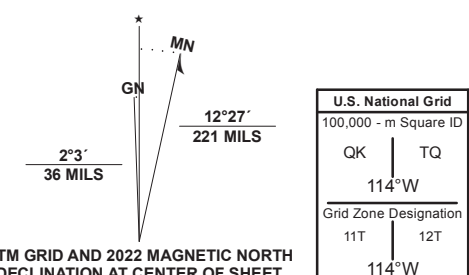 ★
MN
GN
12°27´
221 MILS
2°3´
36 MILS
TM GRID AND 2022 MAGNETIC NORTH
DECLINATION AT CENTER OF SHEET
U.S. National Grid
100,000 - m Square ID
QK TQ
114°W
Grid Zone Designation
11T 12T
114°W